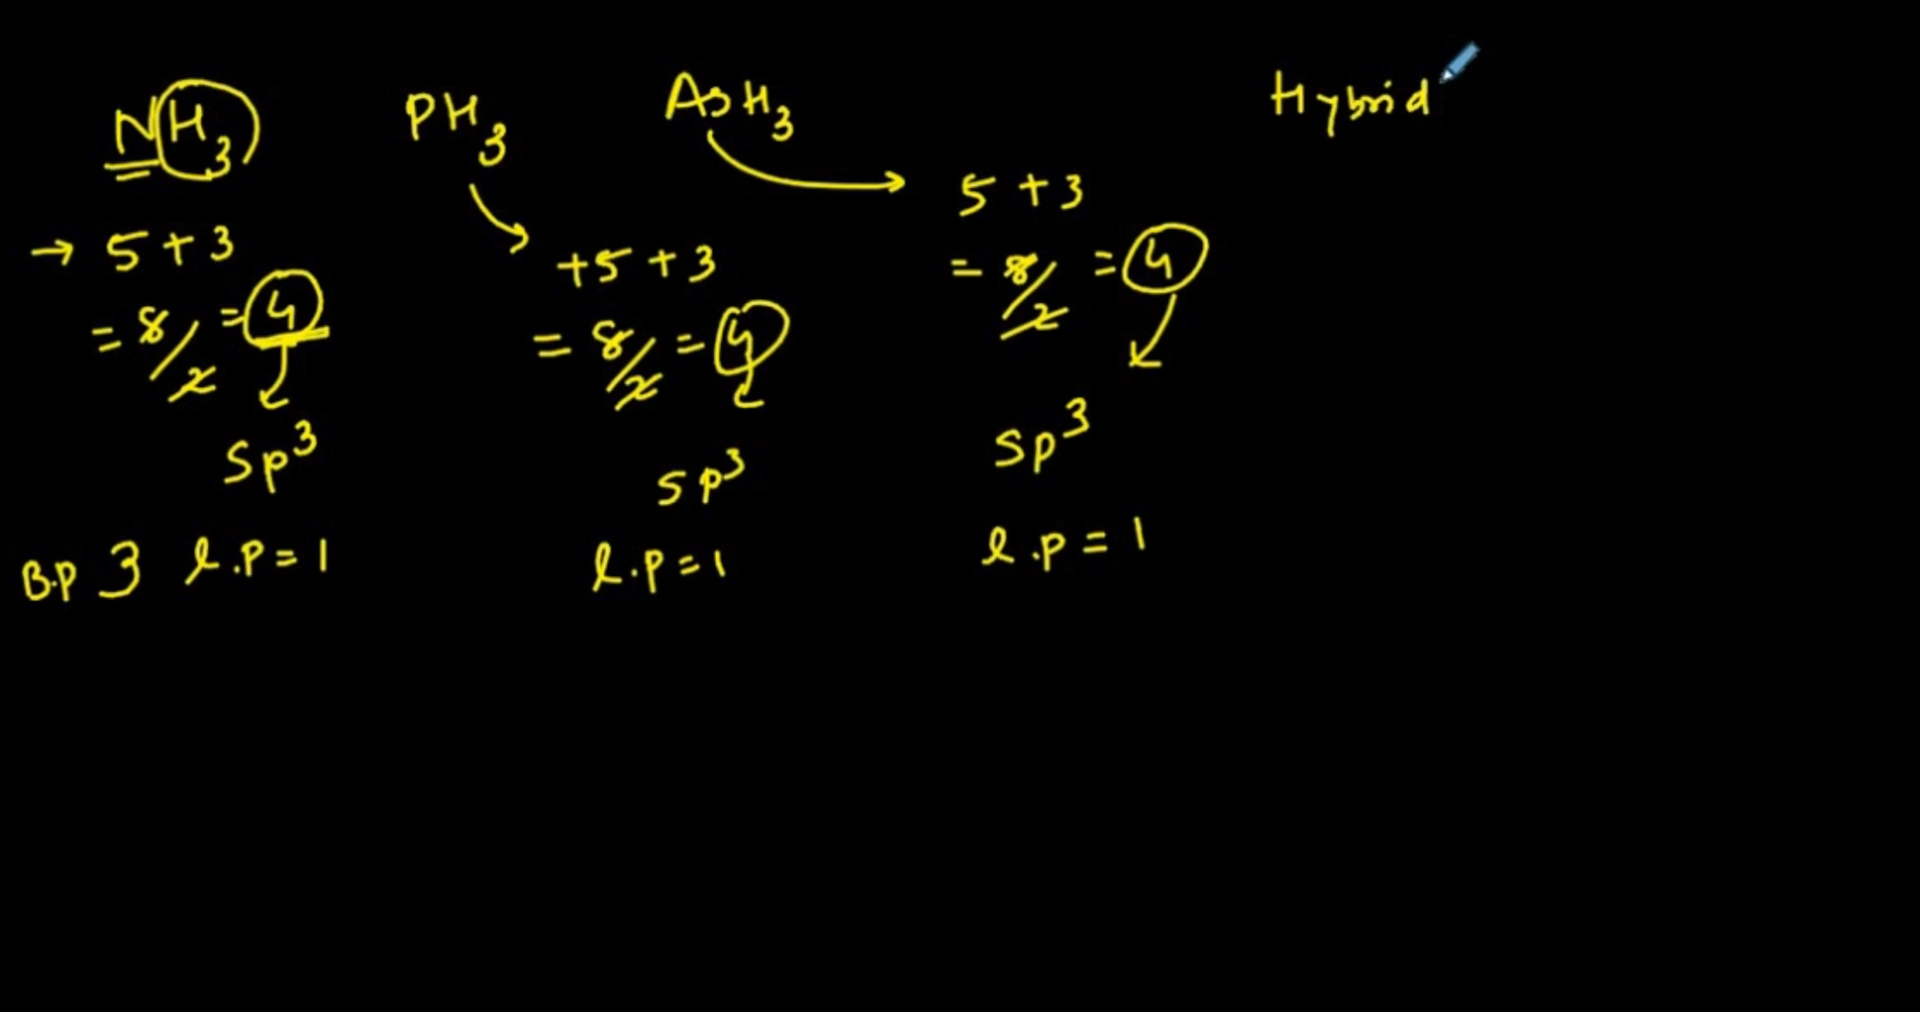 NH3 PH3 AsH3 Hybrid
→ 5 + 3
= 8/2 = 4
sp³
B.p 3 l.p = 1
+5 + 3
= 8/2 = 4
sp³
l.p = 1
5 + 3
= 8/2 = 4
sp³
l.p = 1